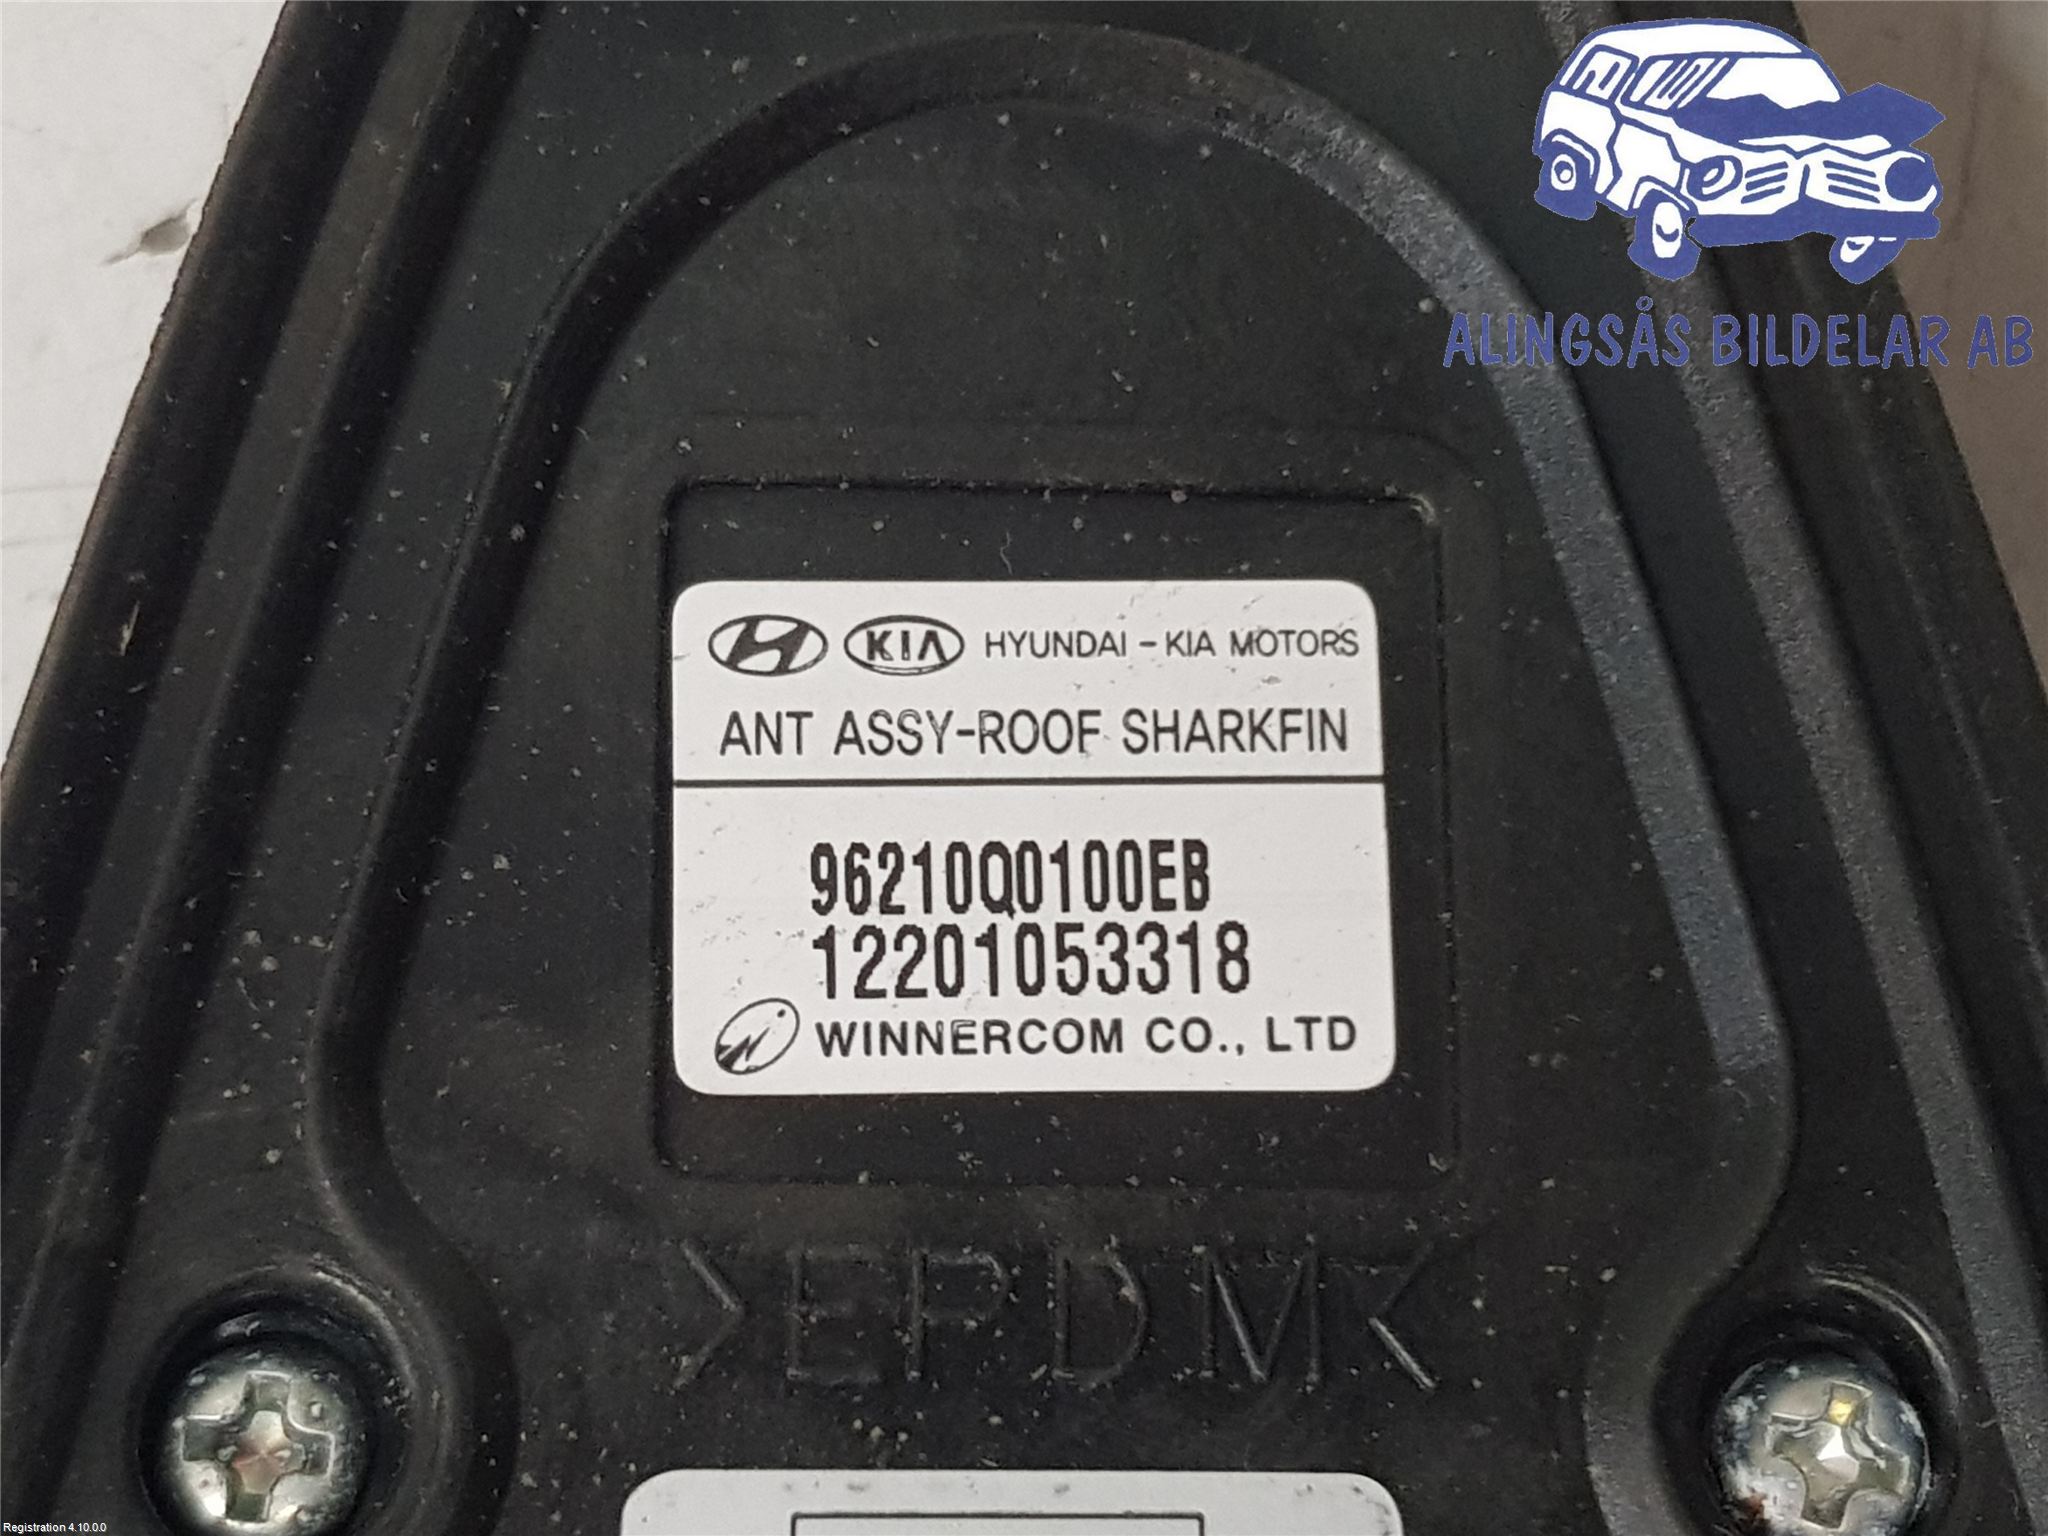 ALINGSÅS BILDELAR AB
KIA HYUNDAI - KIA MOTORS
ANT ASSY-ROOF SHARKFIN
96210Q0100EB
12201053318
WINNERCOM CO., LTD
>EPDM<
Registration 4.10.0.0